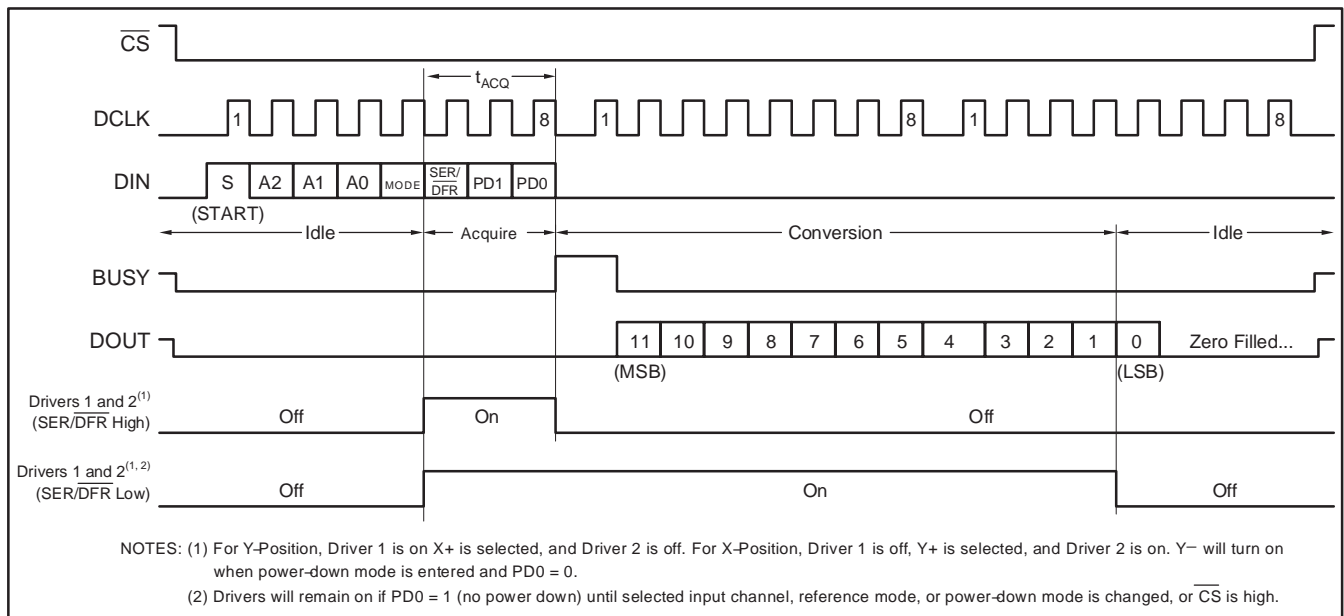 CS
tACQ
DCLK 1 8 1 8 1 8
DIN S A2 A1 A0 MODE SER/DFR PD1 PD0
(START)
Idle Acquire Conversion Idle
BUSY
DOUT 11 10 9 8 7 6 5 4 3 2 1 0 Zero Filled...
(MSB) (LSB)
Drivers 1 and 2(1)
(SER/DFR High) Off On Off
Drivers 1 and 2(1, 2)
(SER/DFR Low) Off On Off
NOTES: (1) For Y-Position, Driver 1 is on X+ is selected, and Driver 2 is off. For X-Position, Driver 1 is off, Y+ is selected, and Driver 2 is on. Y− will turn on
when power-down mode is entered and PD0 = 0.
(2) Drivers will remain on if PD0 = 1 (no power down) until selected input channel, reference mode, or power-down mode is changed, or CS is high.